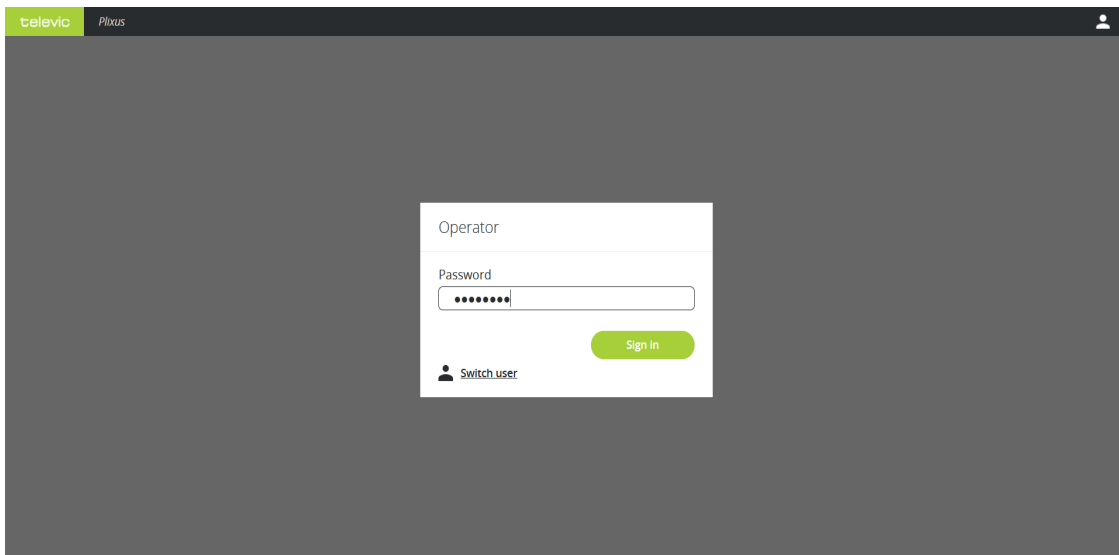 televic Plixus
Operator
Password
••••••••
Sign in
Switch user